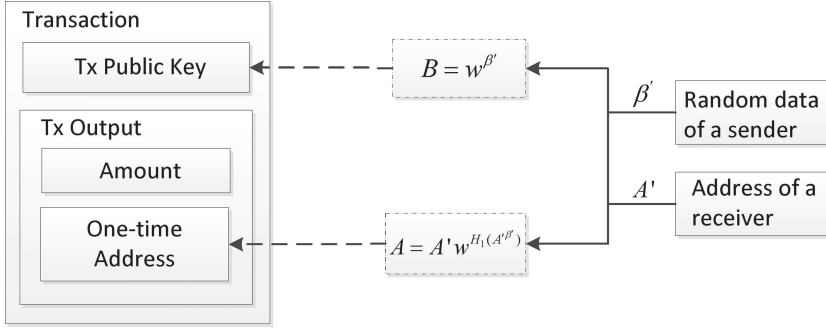 Transaction
Tx Public Key
B = w^{β'}
β'
Random data
of a sender
Tx Output
Amount
A'
Address of a
receiver
One-time
Address
A = A' w^{H_1(A'^{β'})}